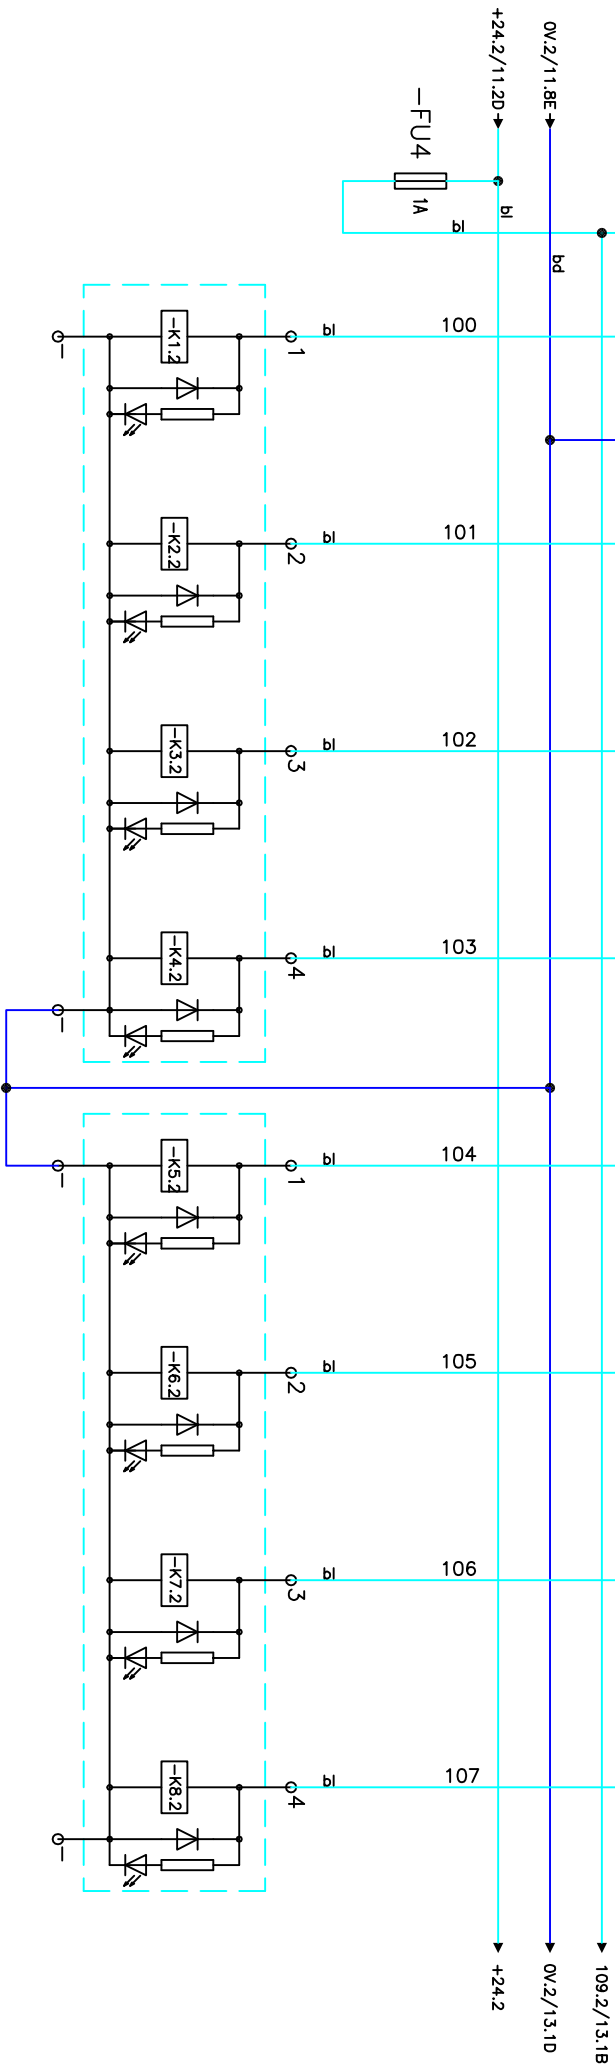 +24.2/11.2D
0V.2/11.8E
-FU4
1A
bl
bl
bd
-K1.2
1
bl
100
-
-K2.2
2
bl
101
-K3.2
3
bl
102
-K4.2
4
bl
103
-
-K5.2
1
bl
104
-
-K6.2
2
bl
105
-K7.2
3
bl
106
-K8.2
4
bl
107
-
+24.2
0V.2/13.1D
109.2/13.1B